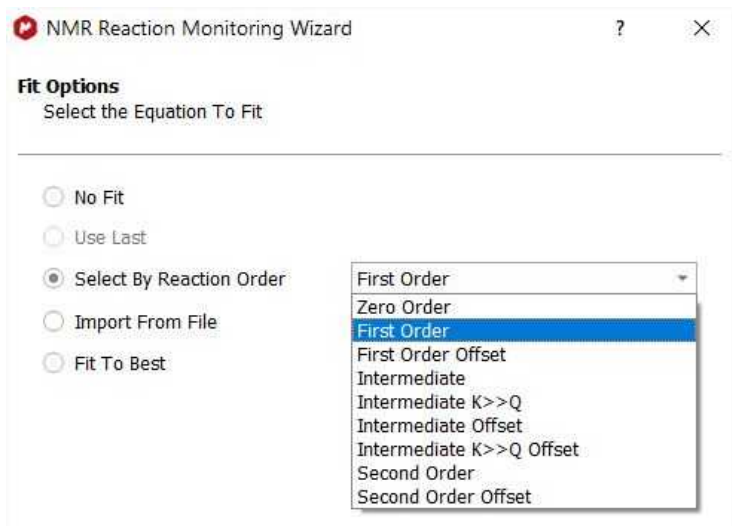 NMR Reaction Monitoring Wizard ? ×
Fit Options
Select the Equation To Fit
No Fit
Use Last
Select By Reaction Order First Order
Import From File
Fit To Best
Zero Order
First Order
First Order Offset
Intermediate
Intermediate K>>Q
Intermediate Offset
Intermediate K>>Q Offset
Second Order
Second Order Offset